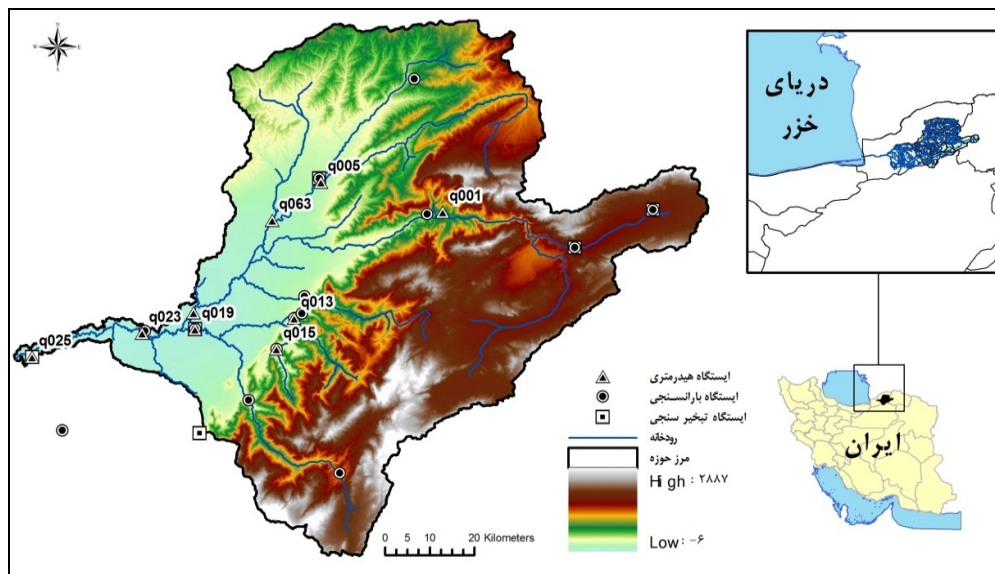 N
W
E
S
q005
q063
q001
q013
q019
q023
q015
q025
دریای
خزر
ایستگاه هیدرمتری
ایستگاه بارانسنجی
ایستگاه تبخیر سنجی
رودخانه
مرز حوزه
High : ۲۸۸۷
Low : -۶
0 5 10 20 Kilometers
ایران